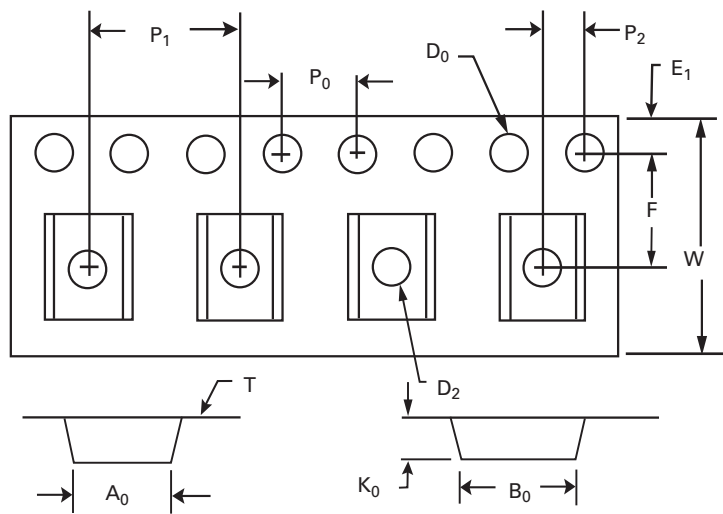 P₁
P₀
D₀
P₂
E₁
F
W
T
D₂
A₀
K₀
B₀